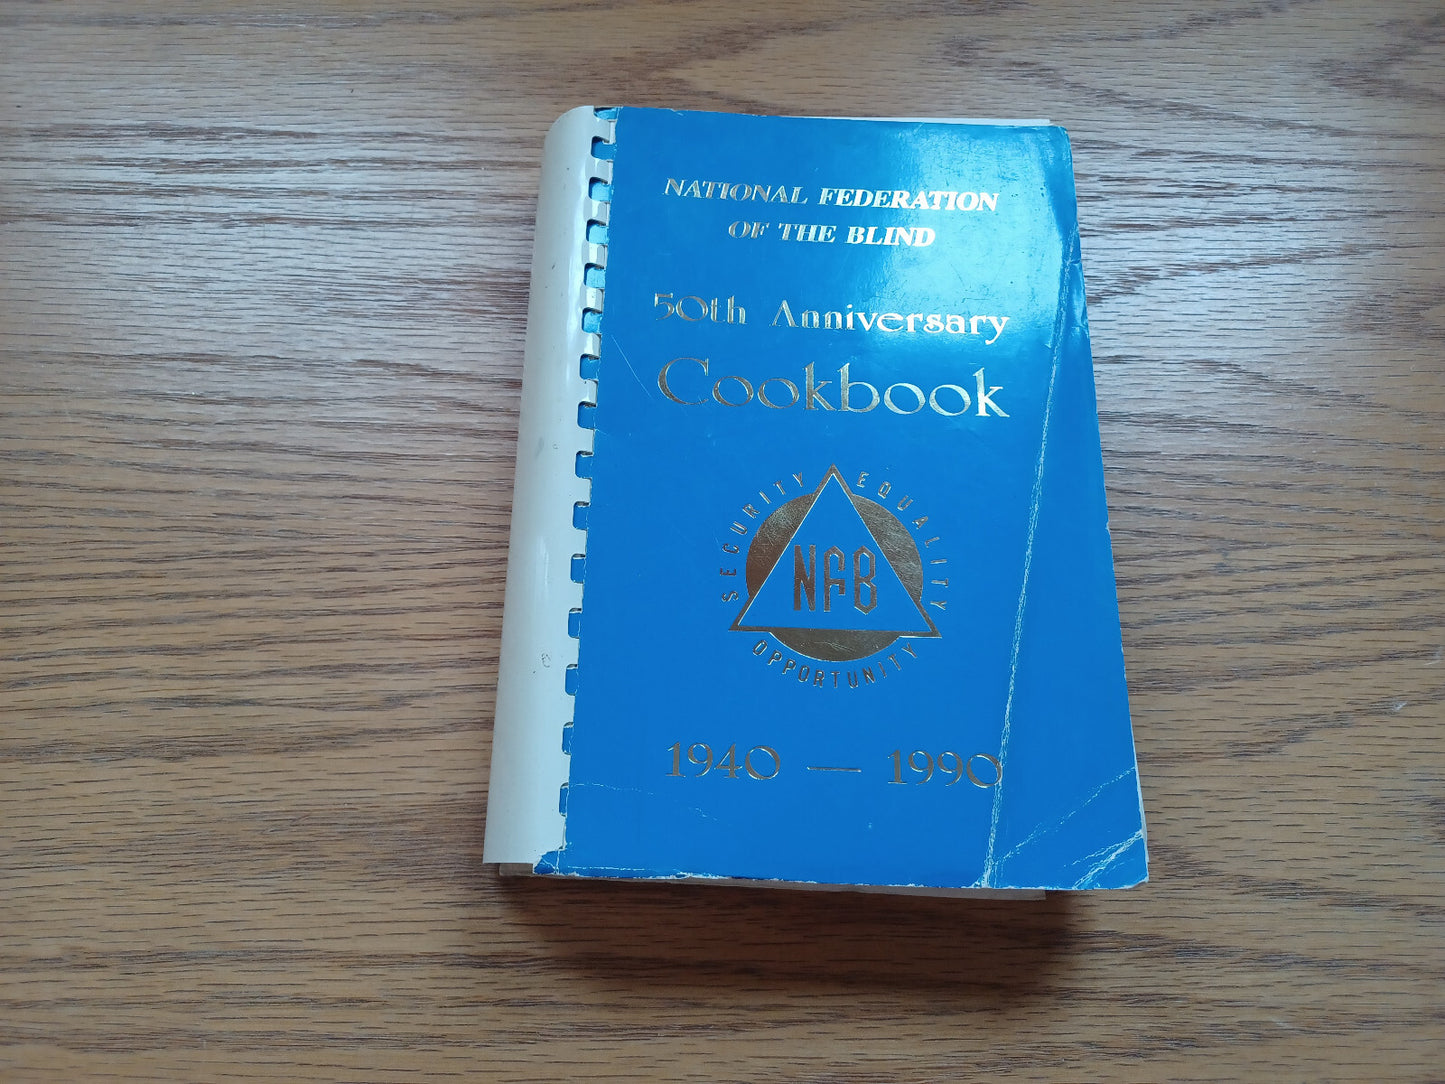 NATIONAL FEDERATION
OF THE BLIND
50th Anniversary
Cookbook
SECURITY EQUALITY
NFB
OPPORTUNITY
1940 — 1990